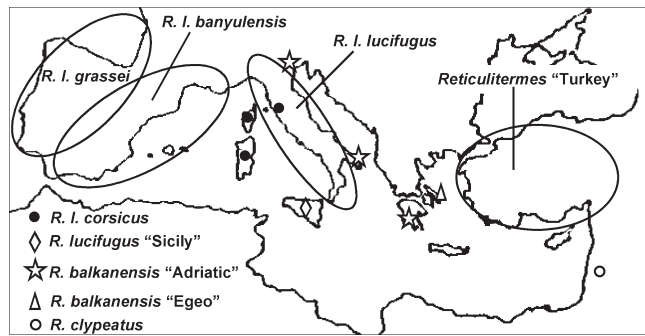 R. l. banyulensis
R. l. lucifugus
R. l. grassei
Reticulitermes “Turkey”
R. l. corsicus
R. lucifugus “Sicily”
R. balkanensis “Adriatic”
R. balkanensis “Egeo”
R. clypeatus